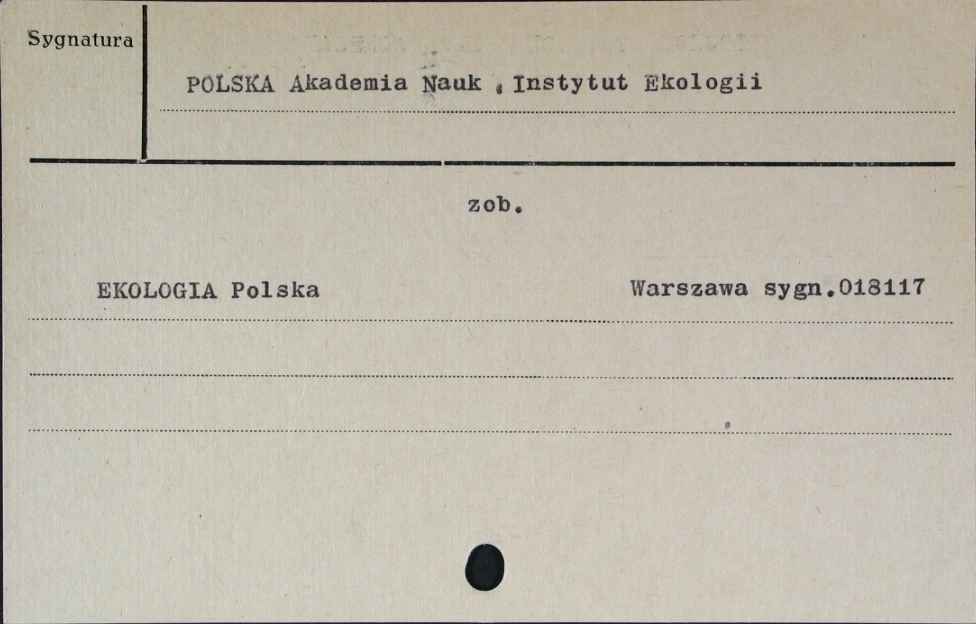 Sygnatura
POLSKA Akademia Nauk . Instytut Ekologii
zob.
EKOLOGIA Polska Warszawa sygn.018117